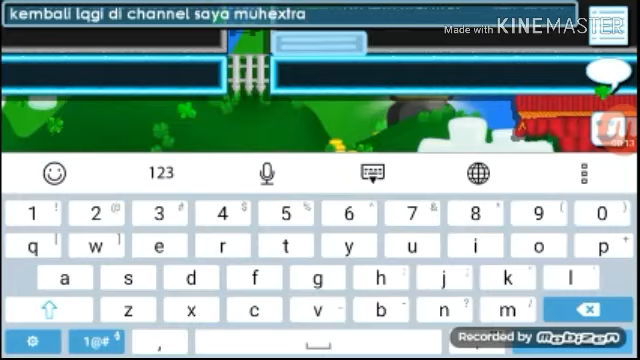 kembali lqgi di channel saya muhextra
Made with KINEMASTER
123
1 ! 2 @ 3 # 4 $ 5 % 6 ^ 7 & 8 * 9 ( 0 )
q w e r t y u i o p
a s d f g h j k l
z x c v b n m
1@# ,
Recorded by Mobizen